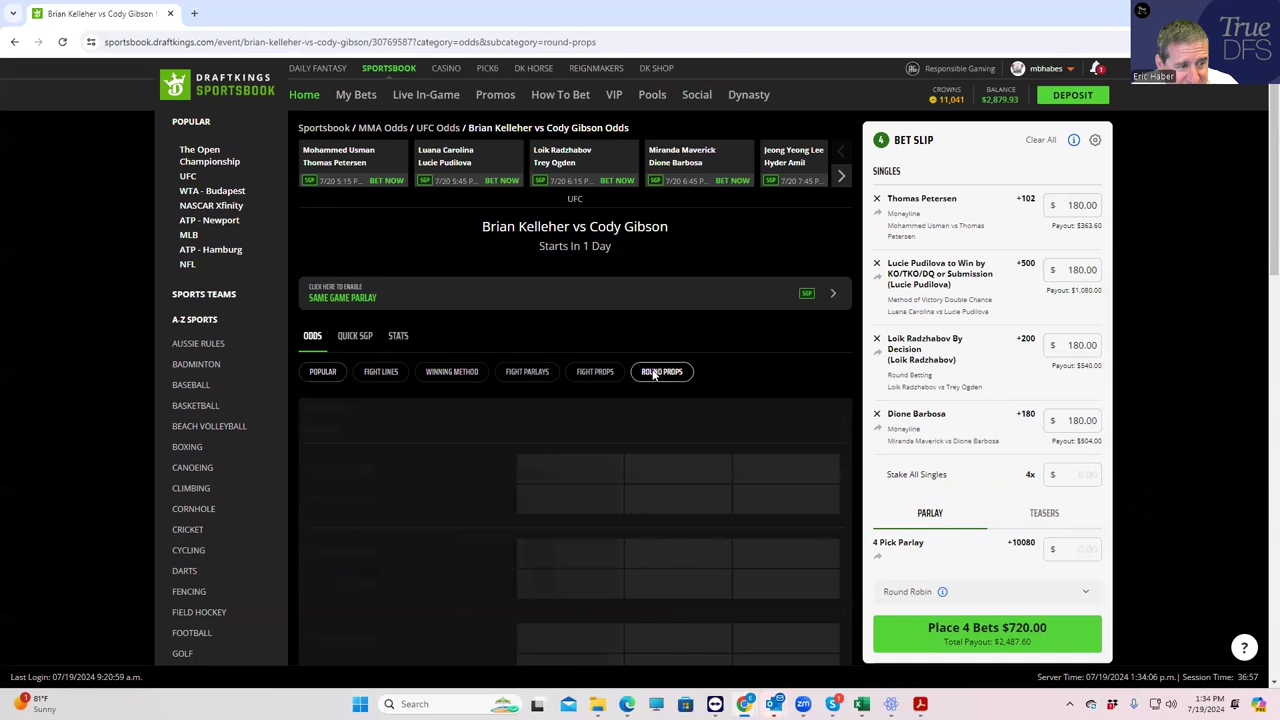 Brian Kelleher vs Cody Gibson
sportsbook.draftkings.com/event/brian-kelleher-vs-cody-gibson/30769587?category=odds&subcategory=round-props
True
DFS
Eric Haber
DRAFTKINGS
SPORTSBOOK
DAILY FANTASY
SPORTSBOOK
CASINO
PICK6
DK HORSE
REIGNMAKERS
DK SHOP
RG
Responsible Gaming
mbhabes
1
Home
My Bets
Live In-Game
Promos
How To Bet
VIP
Pools
Social
Dynasty
CROWNS
11,041
BALANCE
$2,879.93
DEPOSIT
POPULAR
The Open
Championship
UFC
WTA - Budapest
NASCAR Xfinity
ATP - Newport
MLB
ATP - Hamburg
NFL
SPORTS TEAMS
A-Z SPORTS
AUSSIE RULES
BADMINTON
BASEBALL
BASKETBALL
BEACH VOLLEYBALL
BOXING
CANOEING
CLIMBING
CORNHOLE
CRICKET
CYCLING
DARTS
FENCING
FIELD HOCKEY
FOOTBALL
GOLF
Sportsbook / MMA Odds / UFC Odds / Brian Kelleher vs Cody Gibson Odds
Thomas Petersen
SGP 7/20 5:15 P... BET NOW
Luana Carolina
Lucie Pudilova
SGP 7/20 5:45 P... BET NOW
Loik Radzhabov
Trey Ogden
SGP 7/20 6:15 P... BET NOW
Miranda Maverick
Dione Barbosa
SGP 7/20 6:45 P... BET NOW
Jeong Yeong Lee
Hyder Amil
SGP 7/20 7:45 P...
UFC
Brian Kelleher vs Cody Gibson
Starts In 1 Day
CLICK HERE TO ENABLE
SAME GAME PARLAY
SGP
ODDS
QUICK SGP
STATS
POPULAR
FIGHT LINES
WINNING METHOD
FIGHT PARLAYS
FIGHT PROPS
ROUND PROPS
4 BET SLIP
Clear All
SINGLES
Thomas Petersen +102 $ 180.00
Moneyline
Payout: $363.60
Mohammed Usman vs Thomas
Petersen
Lucie Pudilova to Win by +500 $ 180.00
KO/TKO/DQ or Submission
(Lucie Pudilova)
Payout: $1,080.00
Method of Victory Double Chance
Luana Carolina vs Lucie Pudilova
Loik Radzhabov By +200 $ 180.00
Decision
(Loik Radzhabov)
Payout: $540.00
Round Betting
Loik Radzhabov vs Trey Ogden
Dione Barbosa +180 $ 180.00
Moneyline
Payout: $504.00
Miranda Maverick vs Dione Barbosa
Stake All Singles 4x $ 0.00
PARLAY
TEASERS
4 Pick Parlay +10080 $ 0.00
Round Robin
Place 4 Bets $720.00
Total Payout: $2,487.60
?
Last Login: 07/19/2024 9:20:59 a.m.
Server Time: 07/19/2024 1:34:06 p.m. | Session Time: 36:57
81°F
Sunny
Search
1:34 PM
7/19/2024